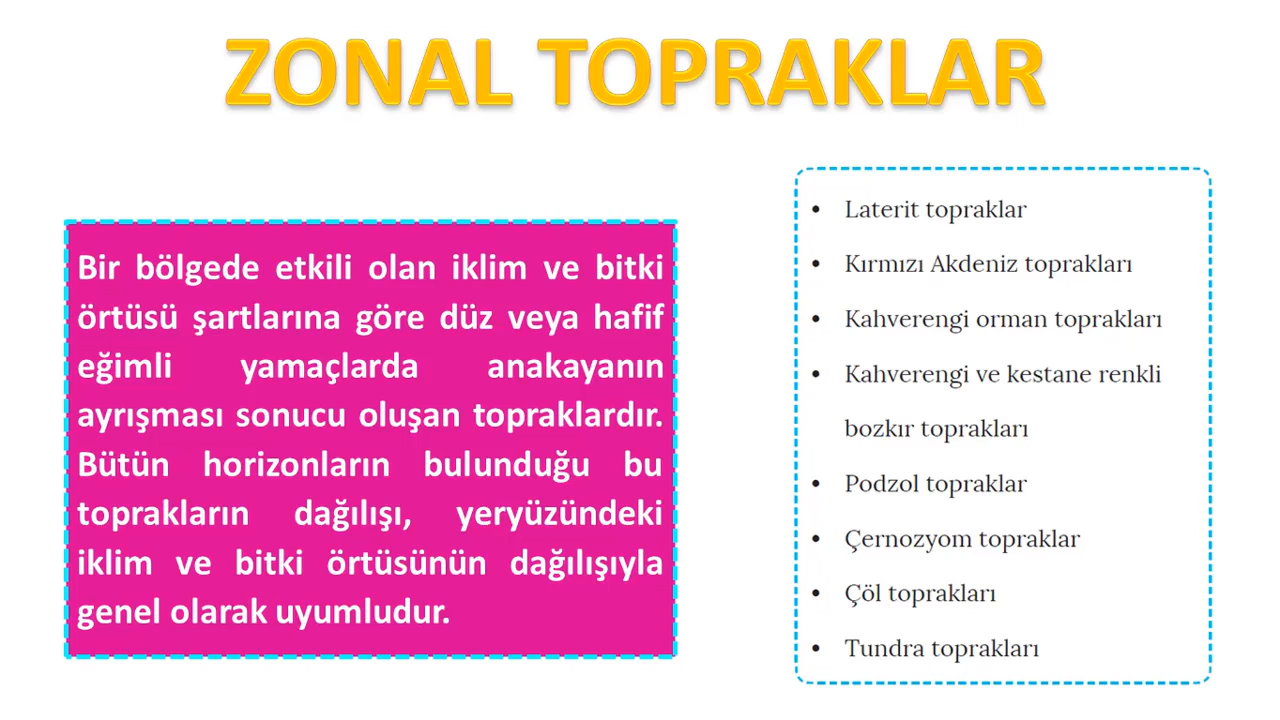 ZONAL TOPRAKLAR
Bir bölgede etkili olan iklim ve bitki
örtüsü şartlarına göre düz veya hafif
eğimli yamaçlarda anakayanın
ayrışması sonucu oluşan topraklardır.
Bütün horizonların bulunduğu bu
toprakların dağılışı, yeryüzündeki
iklim ve bitki örtüsünün dağılışıyla
genel olarak uyumludur.
• Laterit topraklar
• Kırmızı Akdeniz toprakları
• Kahverengi orman toprakları
• Kahverengi ve kestane renkli
bozkır toprakları
• Podzol topraklar
• Çernozyom topraklar
• Çöl toprakları
• Tundra toprakları